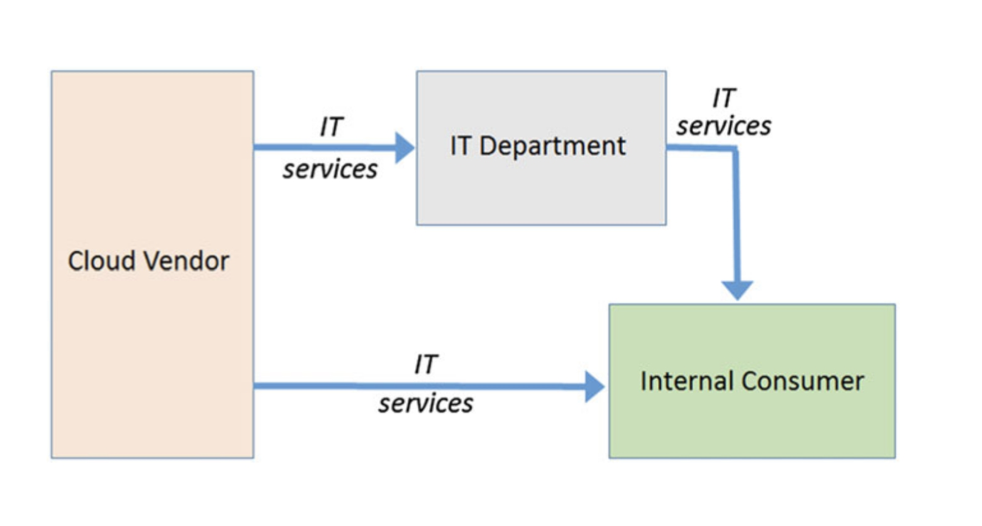 IT
services
IT Department
IT
services
Cloud Vendor
IT
services
Internal Consumer